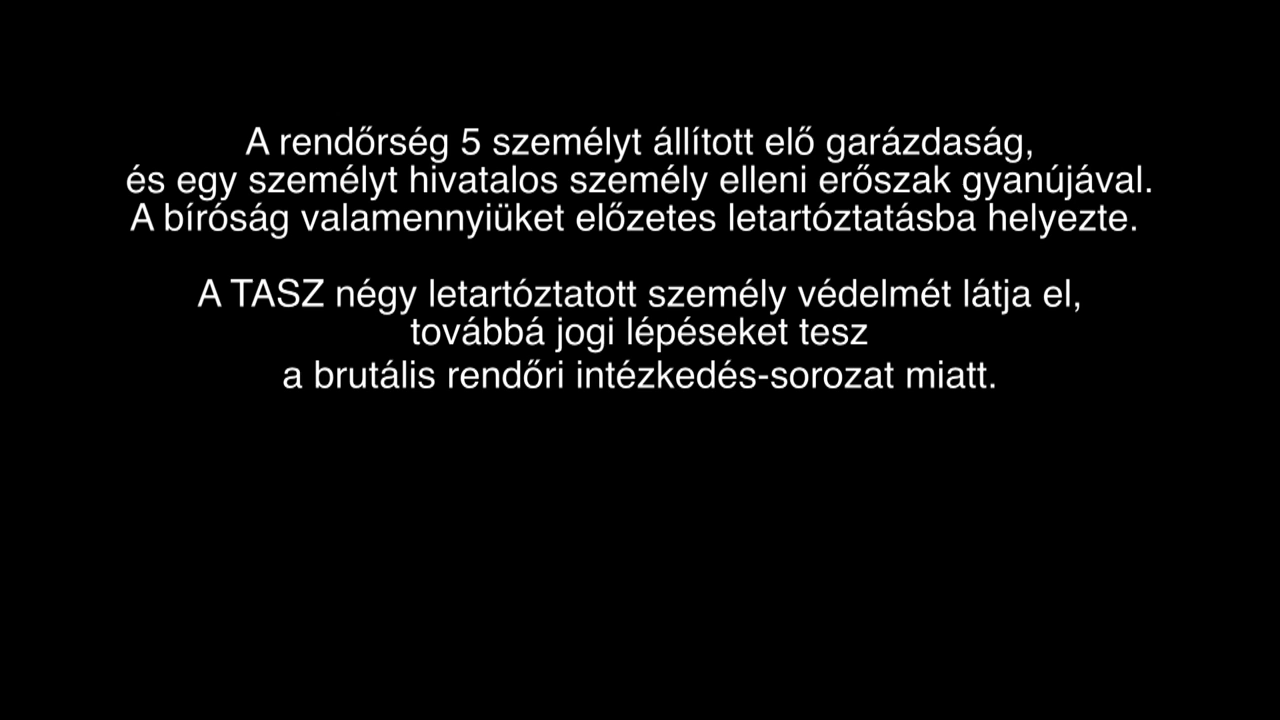 A rendőrség 5 személyt állított elő garázdaság,
és egy személyt hivatalos személy elleni erőszak gyanújával.
A bíróság valamennyiüket előzetes letartóztatásba helyezte.
A TASZ négy letartóztatott személy védelmét látja el,
továbbá jogi lépéseket tesz
a brutális rendőri intézkedés-sorozat miatt.